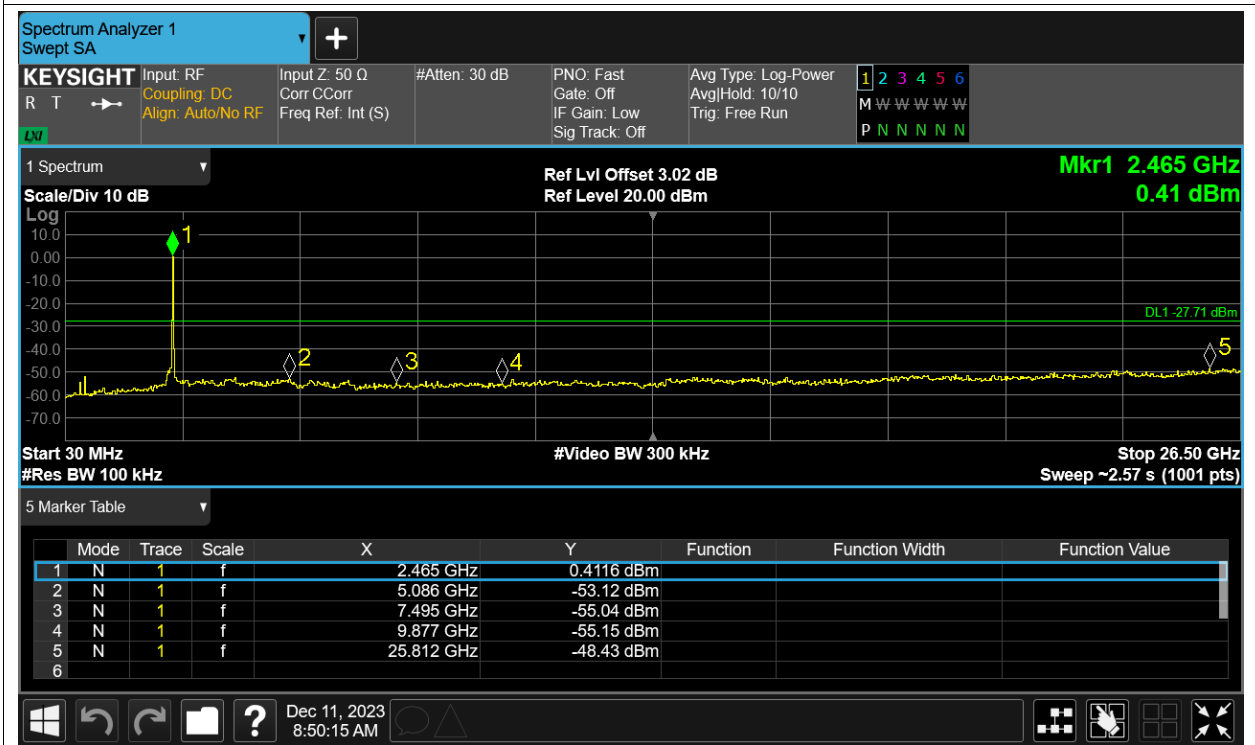 Spectrum Analyzer 1
Swept SA
KEYSIGHT
R T
LXI
Input: RF
Coupling: DC
Align: Auto/No RF
Input Z: 50 Ω
Corr CCorr
Freq Ref: Int (S)
#Atten: 30 dB
PNO: Fast
Gate: Off
IF Gain: Low
Sig Track: Off
Avg Type: Log-Power
Avg|Hold: 10/10
Trig: Free Run
1 2 3 4 5 6
M W W W W W
P N N N N N
1 Spectrum
Scale/Div 10 dB
Ref Lvl Offset 3.02 dB
Ref Level 20.00 dBm
Mkr1 2.465 GHz
0.41 dBm
Log
10.0
0.00
-10.0
-20.0
-30.0
-40.0
-50.0
-60.0
-70.0
1
2
3
4
5
DL1 -27.71 dBm
Start 30 MHz
#Res BW 100 kHz
#Video BW 300 kHz
Stop 26.50 GHz
Sweep ~2.57 s (1001 pts)
5 Marker Table
Mode Trace Scale X Y Function Function Width Function Value
1 N 1 f 2.465 GHz 0.4116 dBm
2 N 1 f 5.086 GHz -53.12 dBm
3 N 1 f 7.495 GHz -55.04 dBm
4 N 1 f 9.877 GHz -55.15 dBm
5 N 1 f 25.812 GHz -48.43 dBm
6
?
Dec 11, 2023
8:50:15 AM